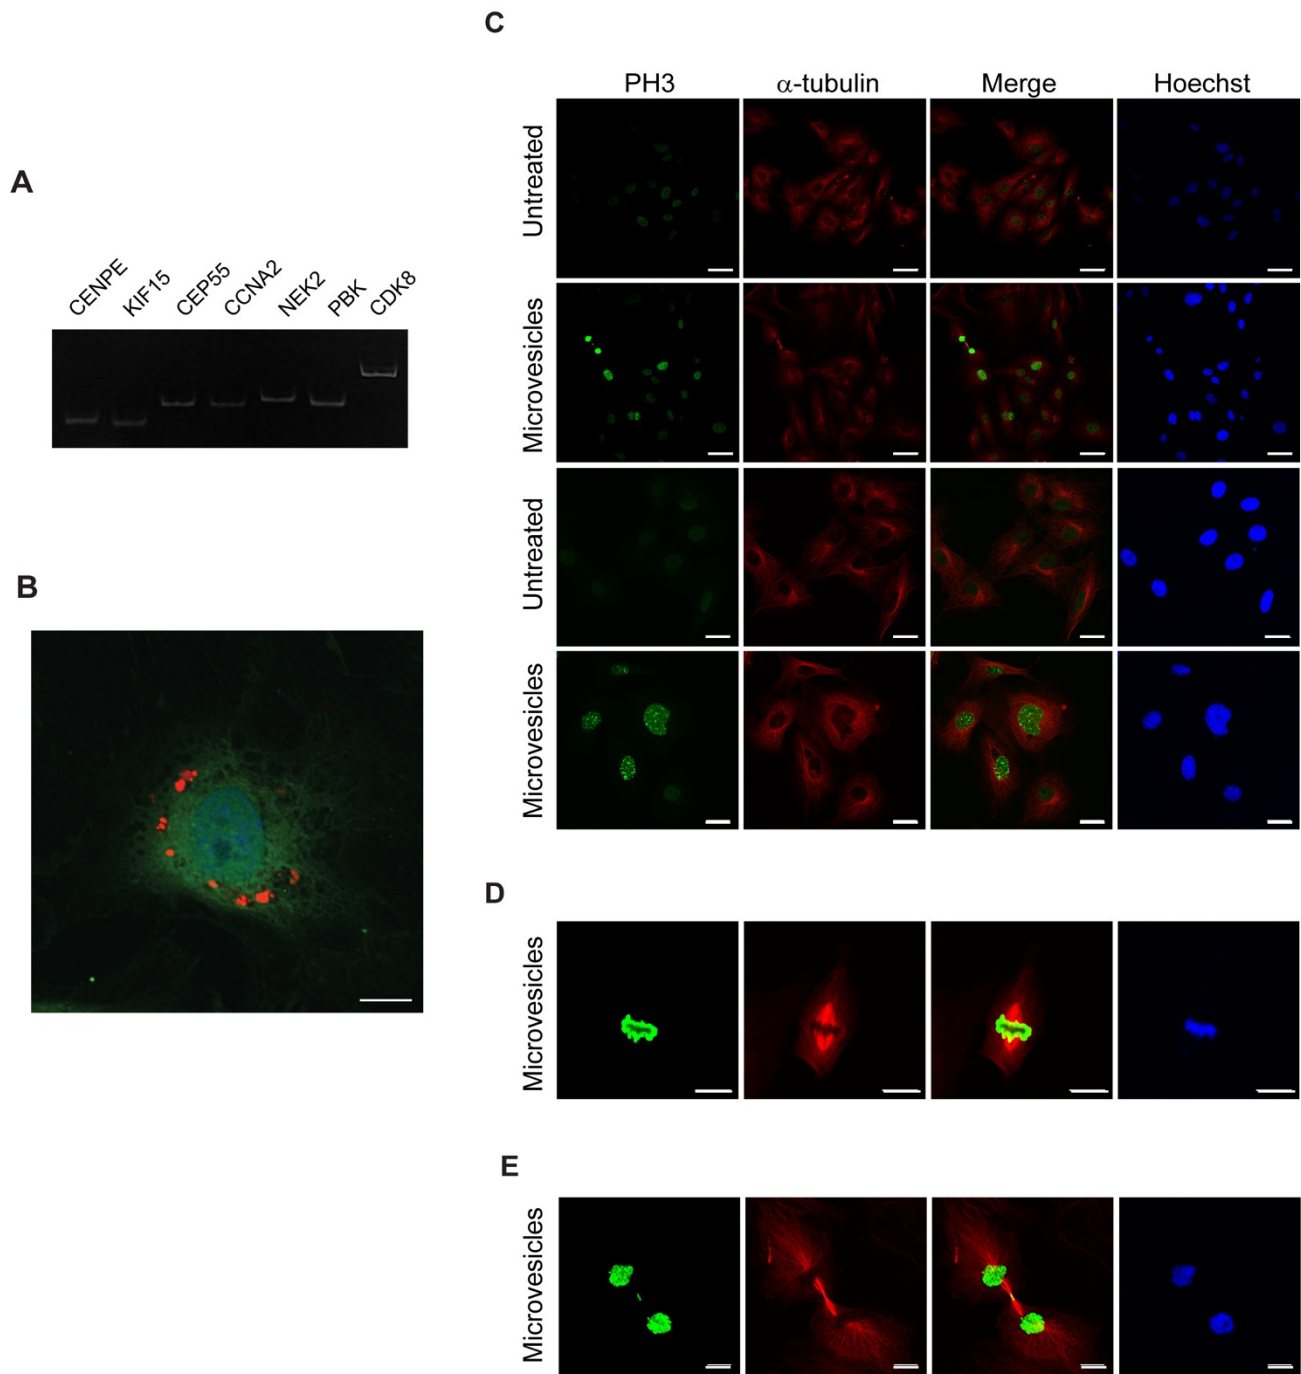 A
CENPE KIF15 CEP55 CCNA2 NEK2 PBK CDK8
B
C
PH3 α-tubulin Merge Hoechst
Untreated
Microvesicles
Untreated
Microvesicles
D
Microvesicles
E
Microvesicles